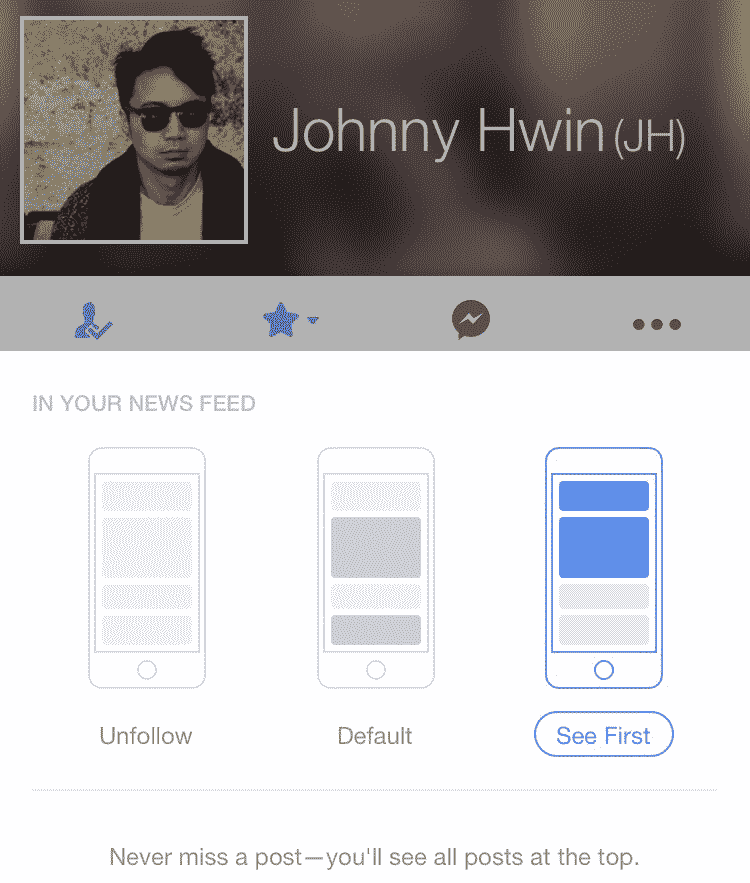 Johnny Hwin (JH)
IN YOUR NEWS FEED
Unfollow
Default
See First
Never miss a post—you'll see all posts at the top.